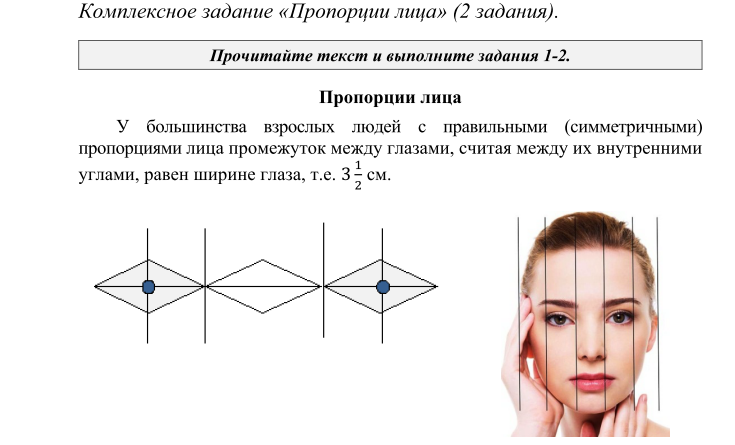 Комплексное задание «Пропорции лица» (2 задания).
Прочитайте текст и выполните задания 1-2.
Пропорции лица
У большинства взрослых людей с правильными (симметричными)
пропорциями лица промежуток между глазами, считая между их внутренними
углами, равен ширине глаза, т.е. 3 1/2 см.